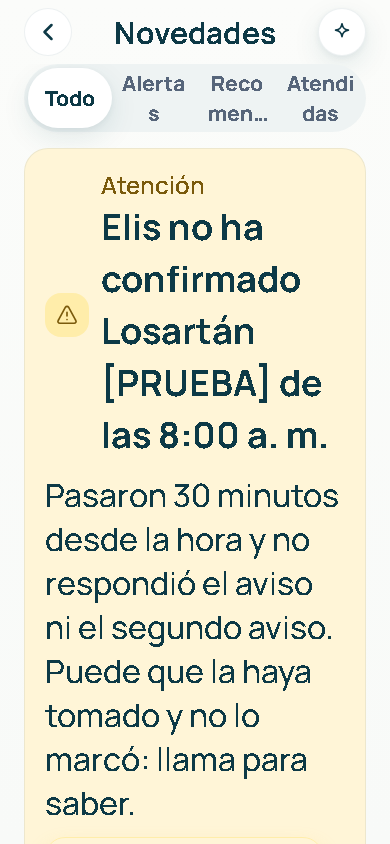 Novedades
Todo
Alerta
s
Reco
men...
Atendi
das
Atención
Elis no ha
confirmado
Losartán
[PRUEBA] de
las 8:00 a. m.
Pasaron 30 minutos
desde la hora y no
respondió el aviso
ni el segundo aviso.
Puede que la haya
tomado y no lo
marcó: llama para
saber.